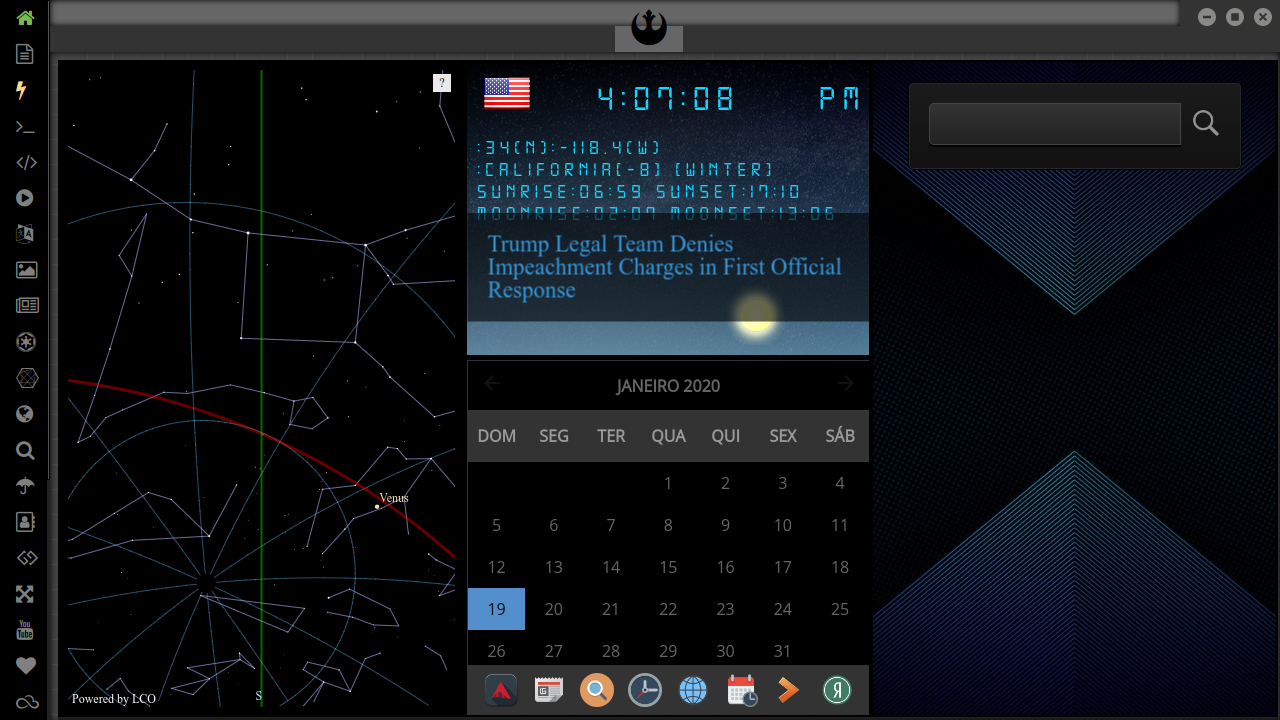 ?
Venus
Powered by LCO
S
4:07:08 PM
:34(N):-118.4(W)
:CALIFORNIA(-8) (WINTER)
SUNRISE:06:59 SUNSET:17:10
MOONRISE:02:07 MOONSET:13:06
Trump Legal Team Denies
Impeachment Charges in First Official
Response
JANEIRO 2020
DOM SEG TER QUA QUI SEX SÁB
1 2 3 4
5 6 7 8 9 10 11
12 13 14 15 16 17 18
19 20 21 22 23 24 25
26 27 28 29 30 31
You
Tube
Я